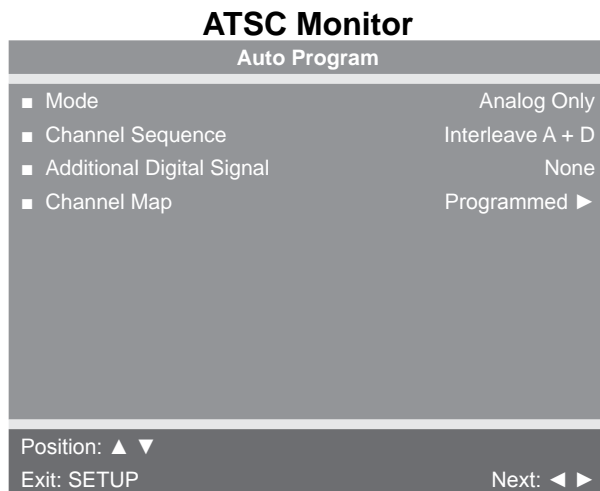 ATSC Monitor
Auto Program
■ Mode Analog Only
■ Channel Sequence Interleave A + D
■ Additional Digital Signal None
■ Channel Map Programmed ►
Position: ▲ ▼
Exit: SETUP Next: ◄ ►